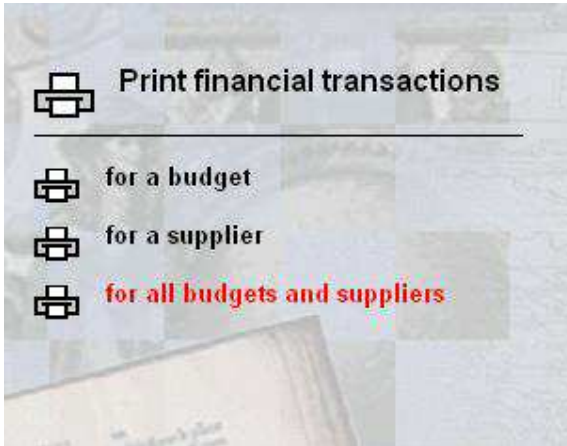 Print financial transactions
for a budget
for a supplier
for all budgets and suppliers